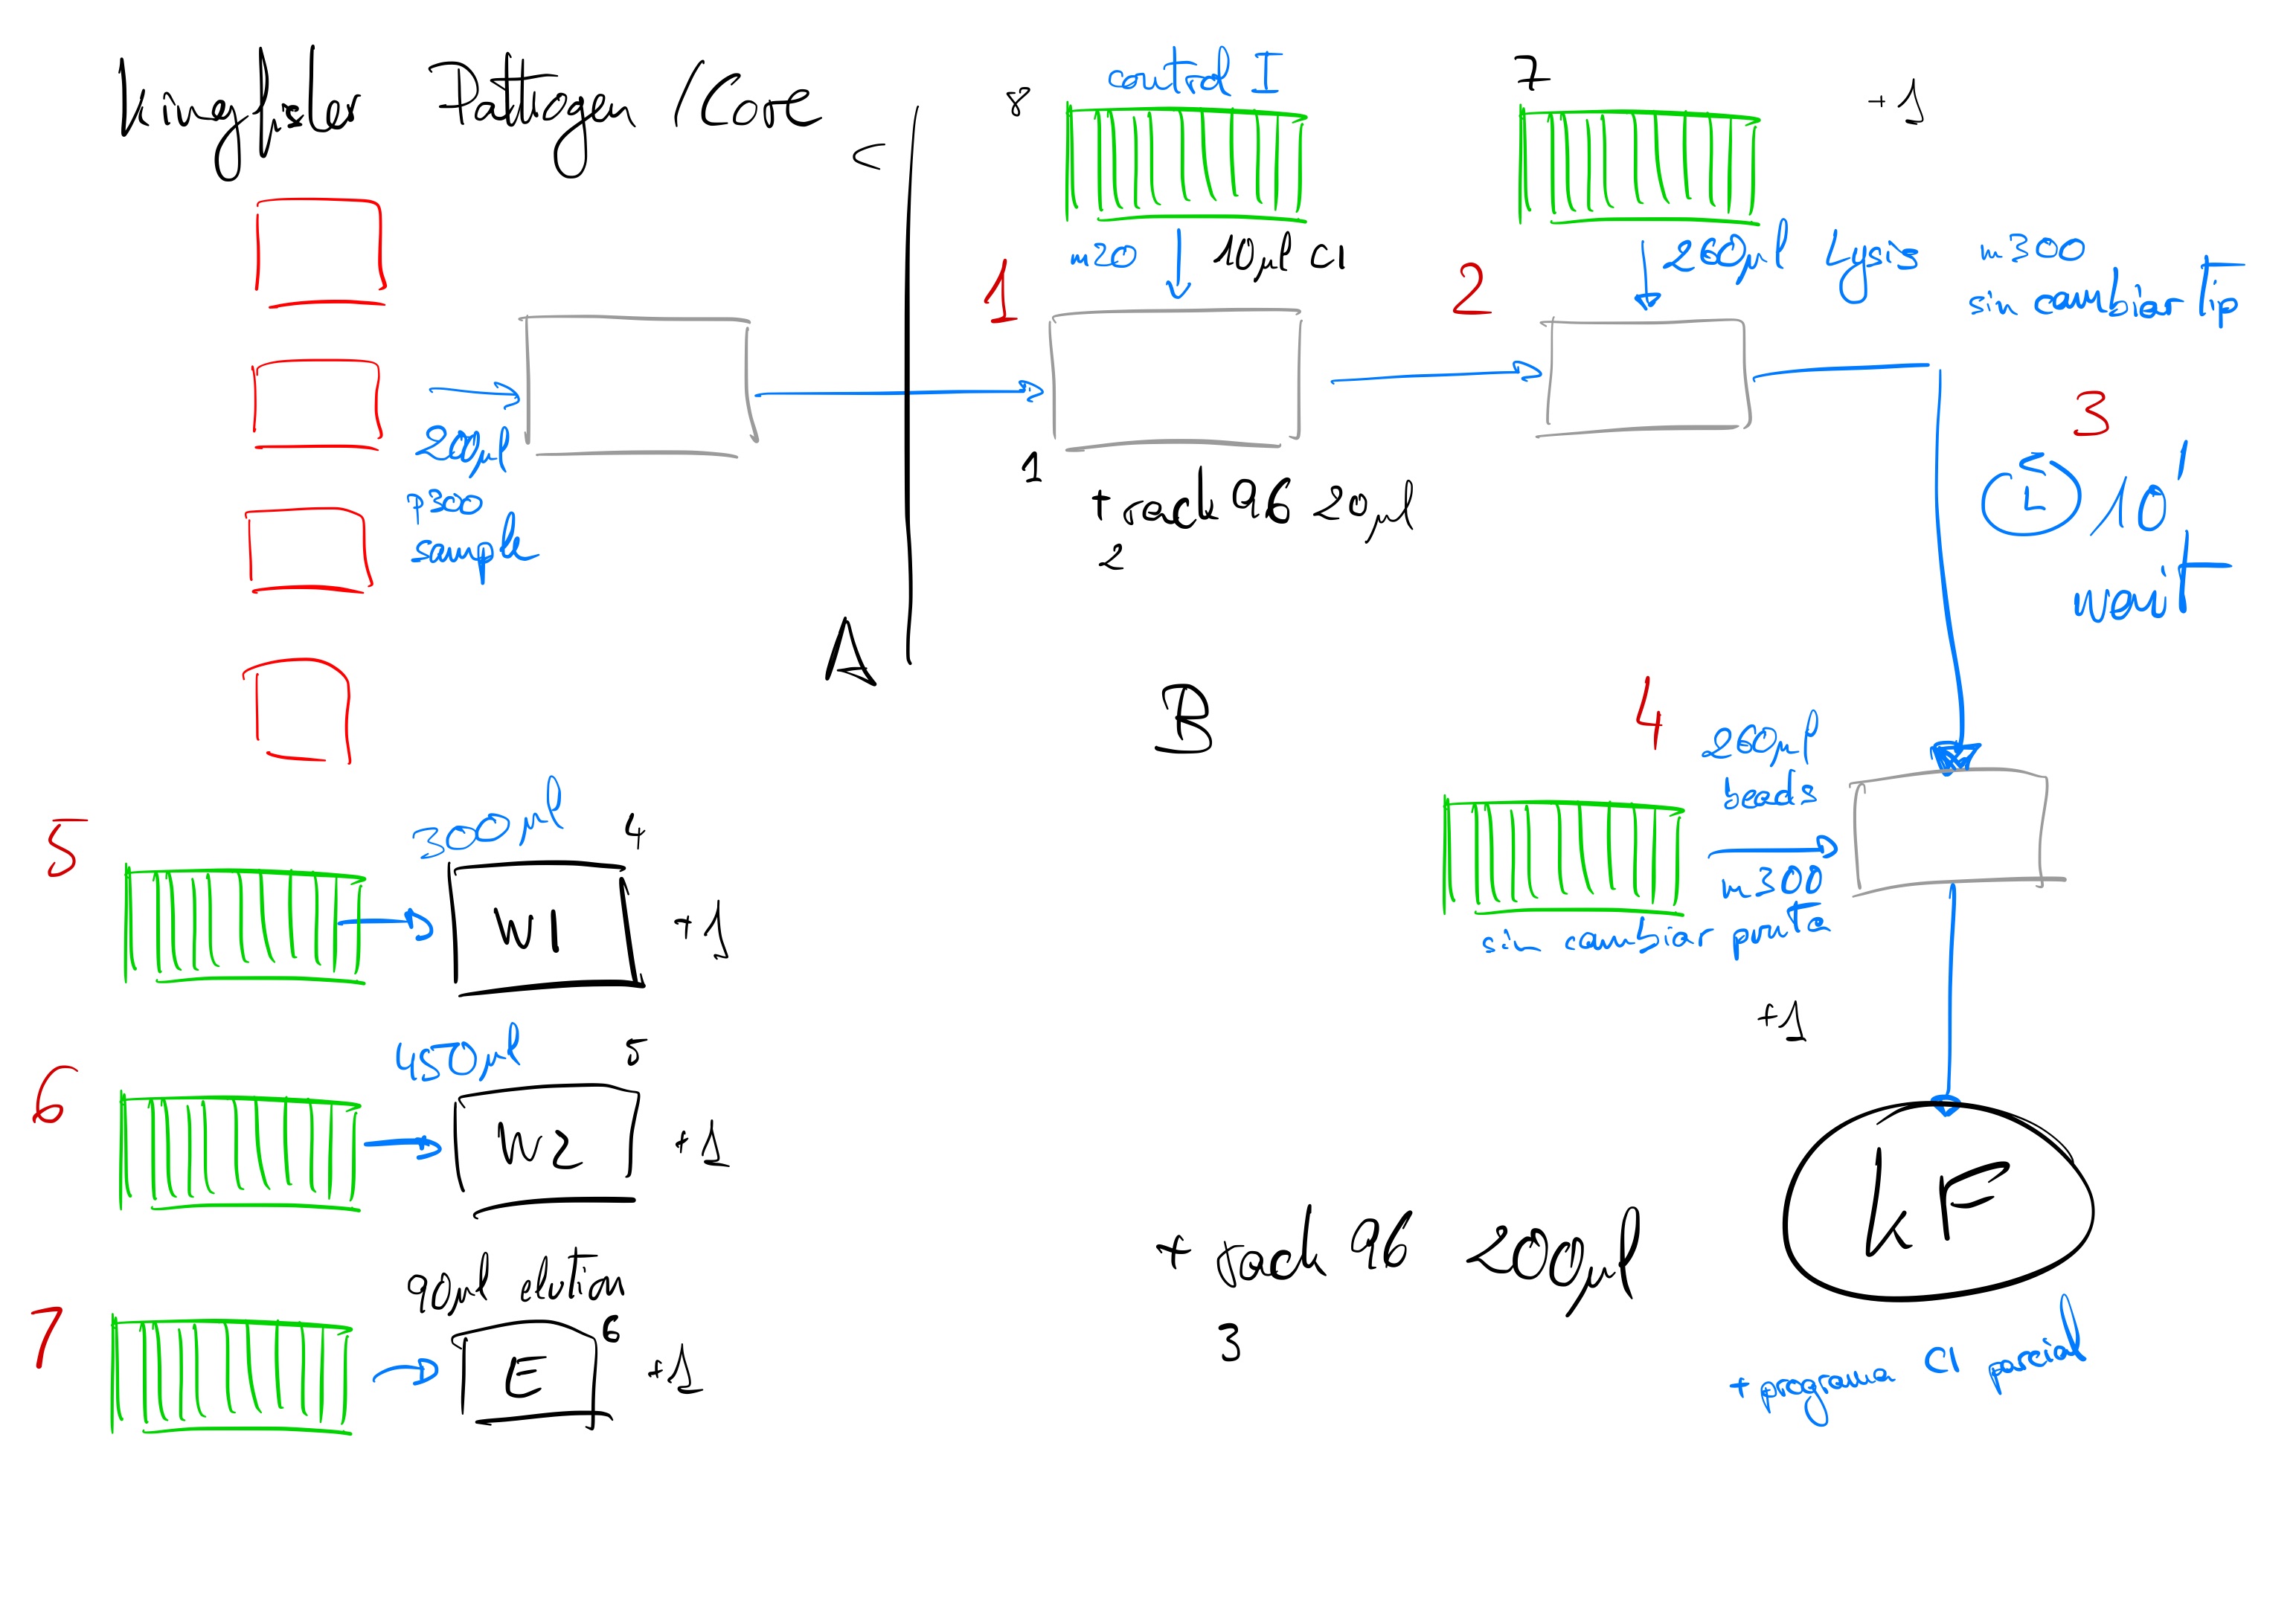 Kingfisher Pathogen / Core
control I
8
7
+1
m20
10µl CI
260µl Lysis
m300
sin cambiar tip
1
2
200µl
P300
sample
1
+ rack 96 20µl
2
3
10'
wait
A
B
4
260µl
beads
m300
sin cambiar punta
+1
5
300µl
4
W1
+1
6
450µl
5
W2
+1
7
90µl elution
6
E
+1
+ rack 96 200µl
3
KF
+ programa CI parcial